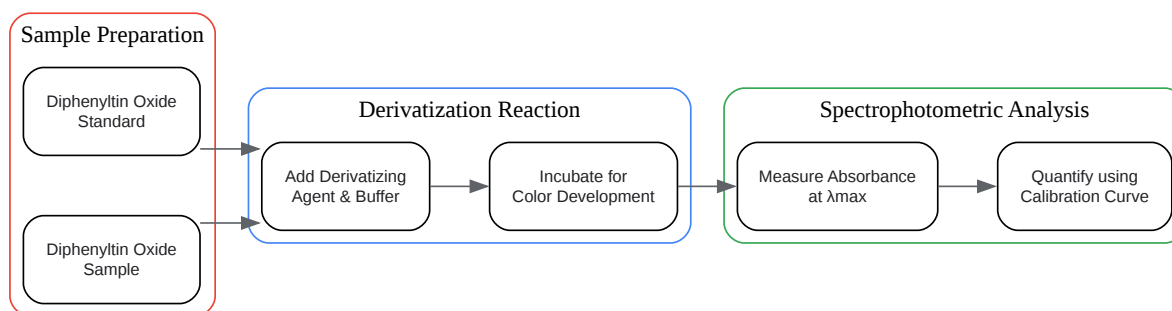 Sample Preparation
Diphenyltin Oxide
Standard
Diphenyltin Oxide
Sample
Derivatization Reaction
Add Derivatizing
Agent & Buffer
Incubate for
Color Development
Spectrophotometric Analysis
Measure Absorbance
at λmax
Quantify using
Calibration Curve